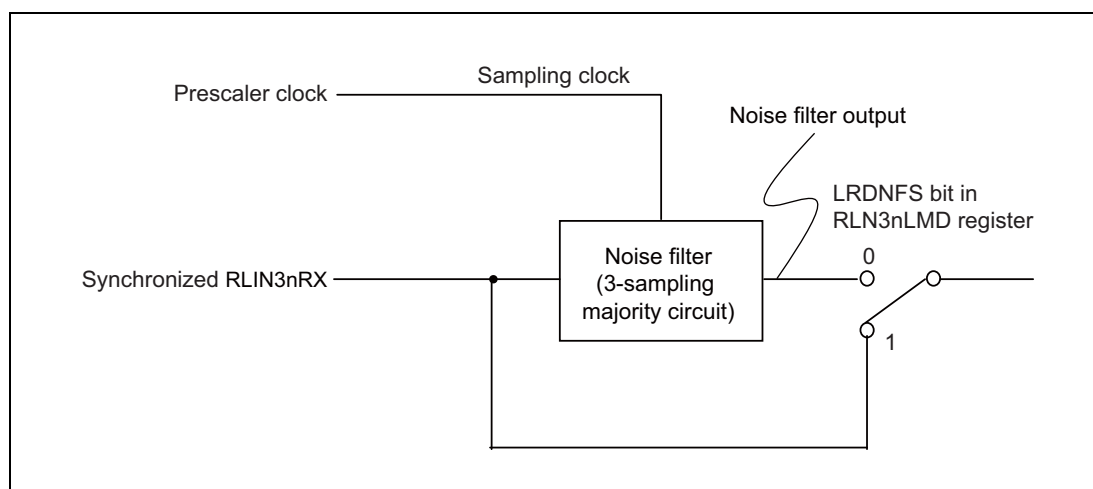 Sampling clock
Prescaler clock
Noise filter output
LRDNFS bit in
RLN3nLMD register
Synchronized RLIN3nRX
Noise filter
(3-sampling
majority circuit)
0
1